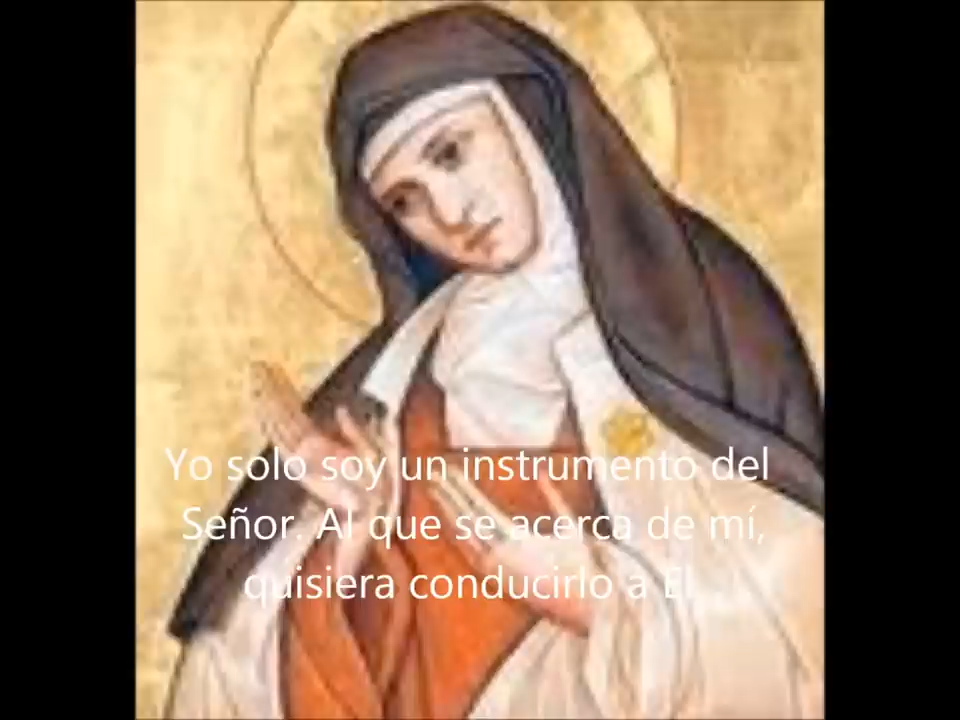 Yo solo soy un instrumento del
Señor. Al que se acerca de mí,
quisiera conducirlo a Él.